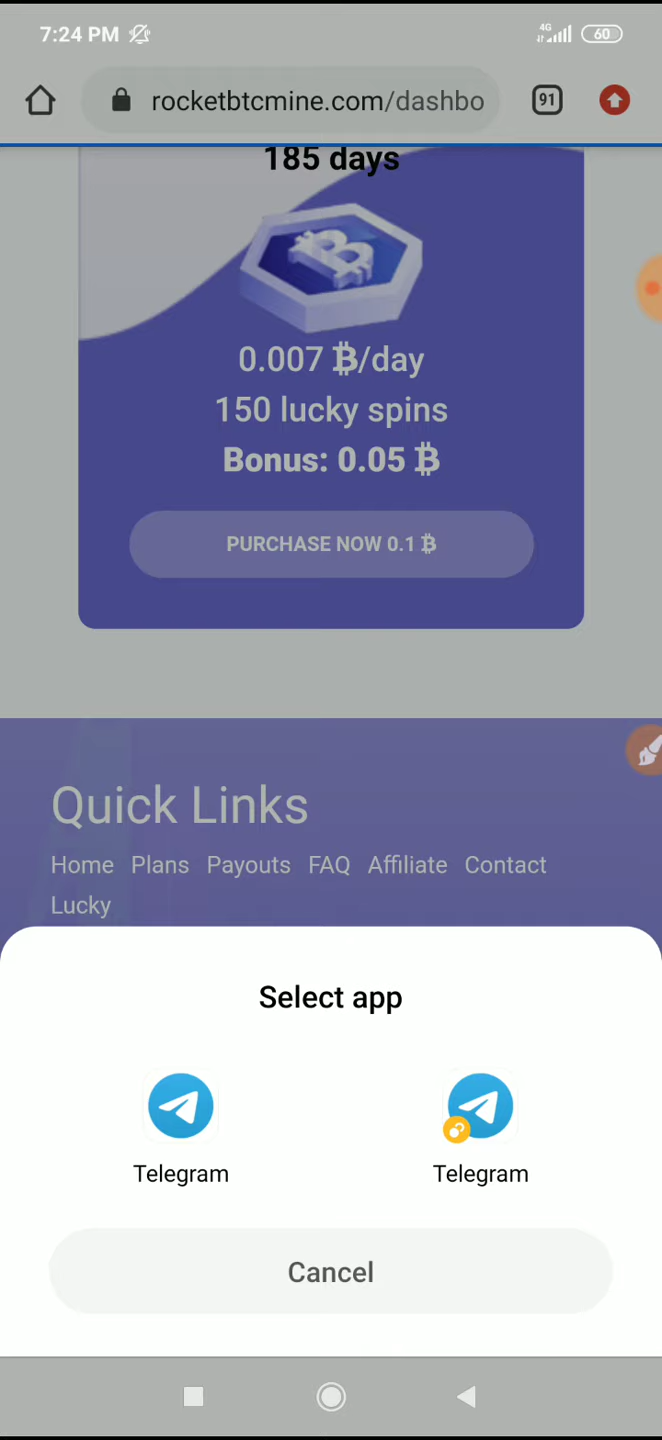 7:24 PM 4G 60
rocketbtcmine.com/dashbo 91
185 days
0.007 ₿/day
150 lucky spins
Bonus: 0.05 ₿
PURCHASE NOW 0.1 ₿
Quick Links
Home Plans Payouts FAQ Affiliate Contact
Lucky
Select app
Telegram Telegram
Cancel